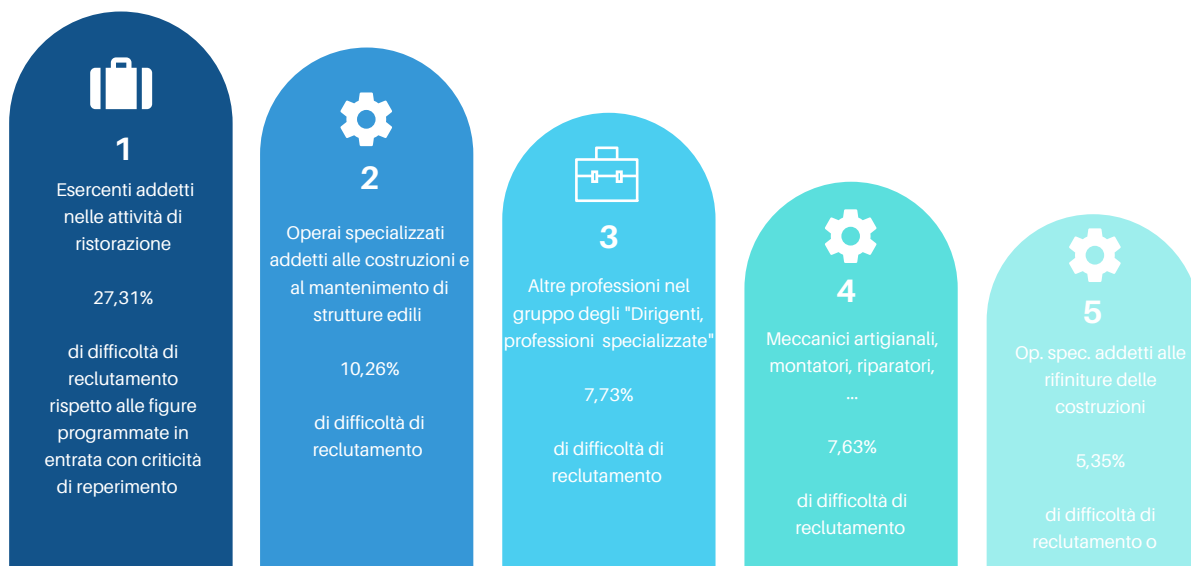 1
Esercenti addetti
nelle attività di
ristorazione
27,31%
di difficoltà di
reclutamento
rispetto alle figure
programmate in
entrata con criticità
di reperimento
2
Operai specializzati
addetti alle costruzioni e
al mantenimento di
strutture edili
10,26%
di difficoltà di
reclutamento
3
Altre professioni nel
gruppo degli "Dirigenti,
professioni specializzate"
7,73%
di difficoltà di
reclutamento
4
Meccanici artigianali,
montatori, riparatori,
...
7,63%
di difficoltà di
reclutamento
5
Op. spec. addetti alle
rifiniture delle
costruzioni
5,35%
di difficoltà di
reclutamento o